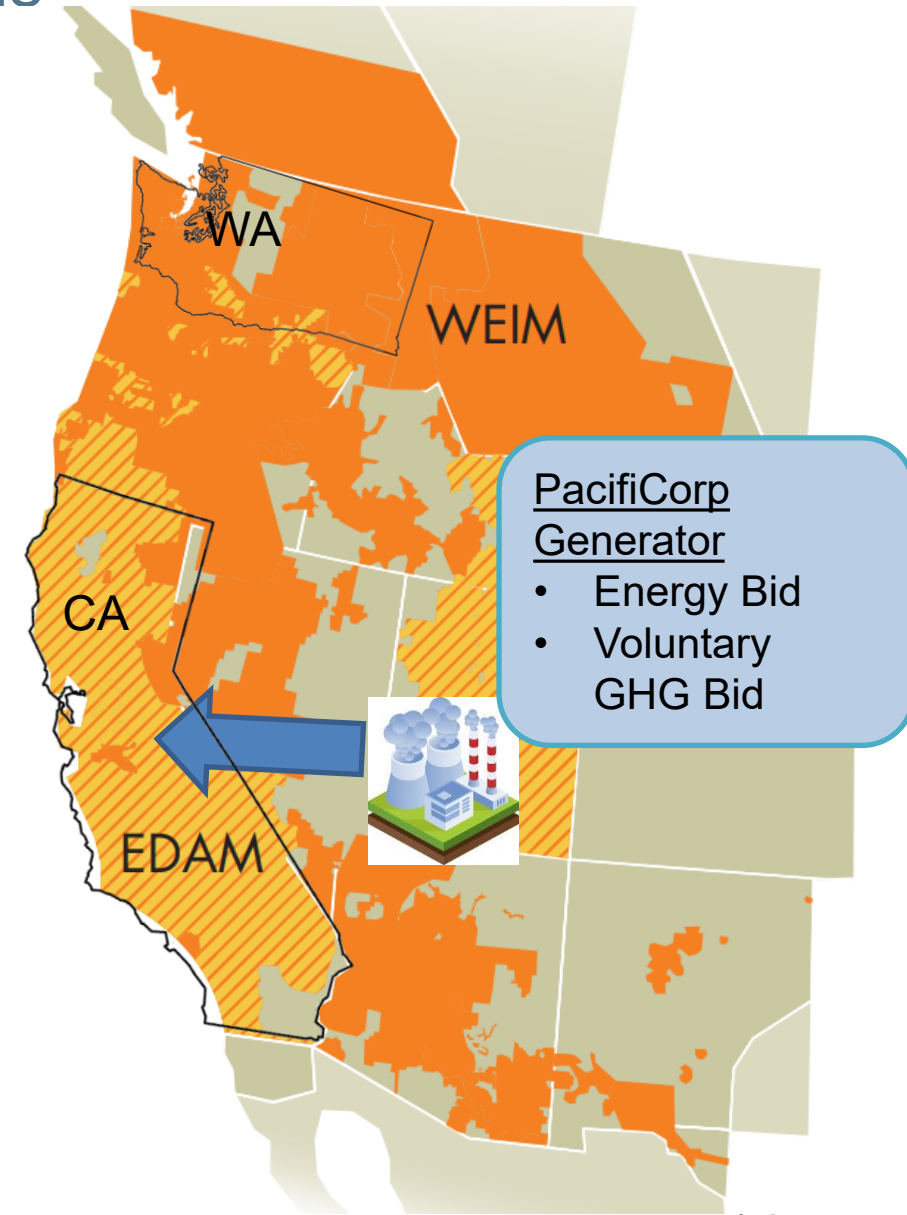 WA
WEIM
PacifiCorp
Generator
• Energy Bid
• Voluntary
GHG Bid
CA
EDAM